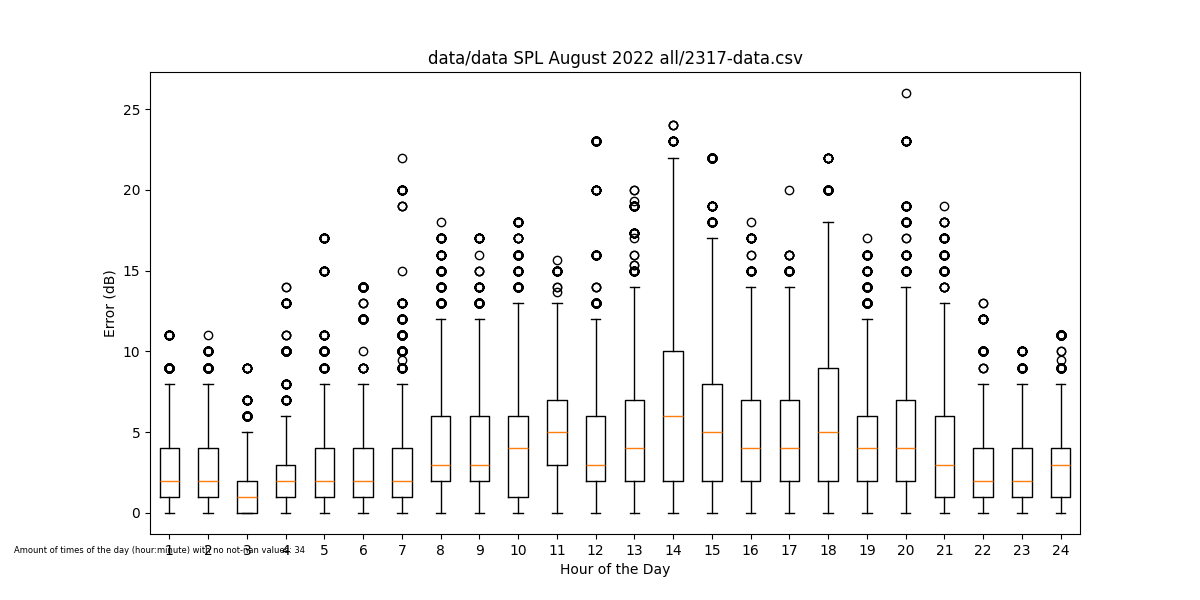 data/data SPL August 2022 all/2317-data.csv
25
20
15
10
5
0
Error (dB)
1 2 3 4 5 6 7 8 9 10 11 12 13 14 15 16 17 18 19 20 21 22 23 24
Amount of times of the day (hour:minute) with no not-nan values: 34
Hour of the Day